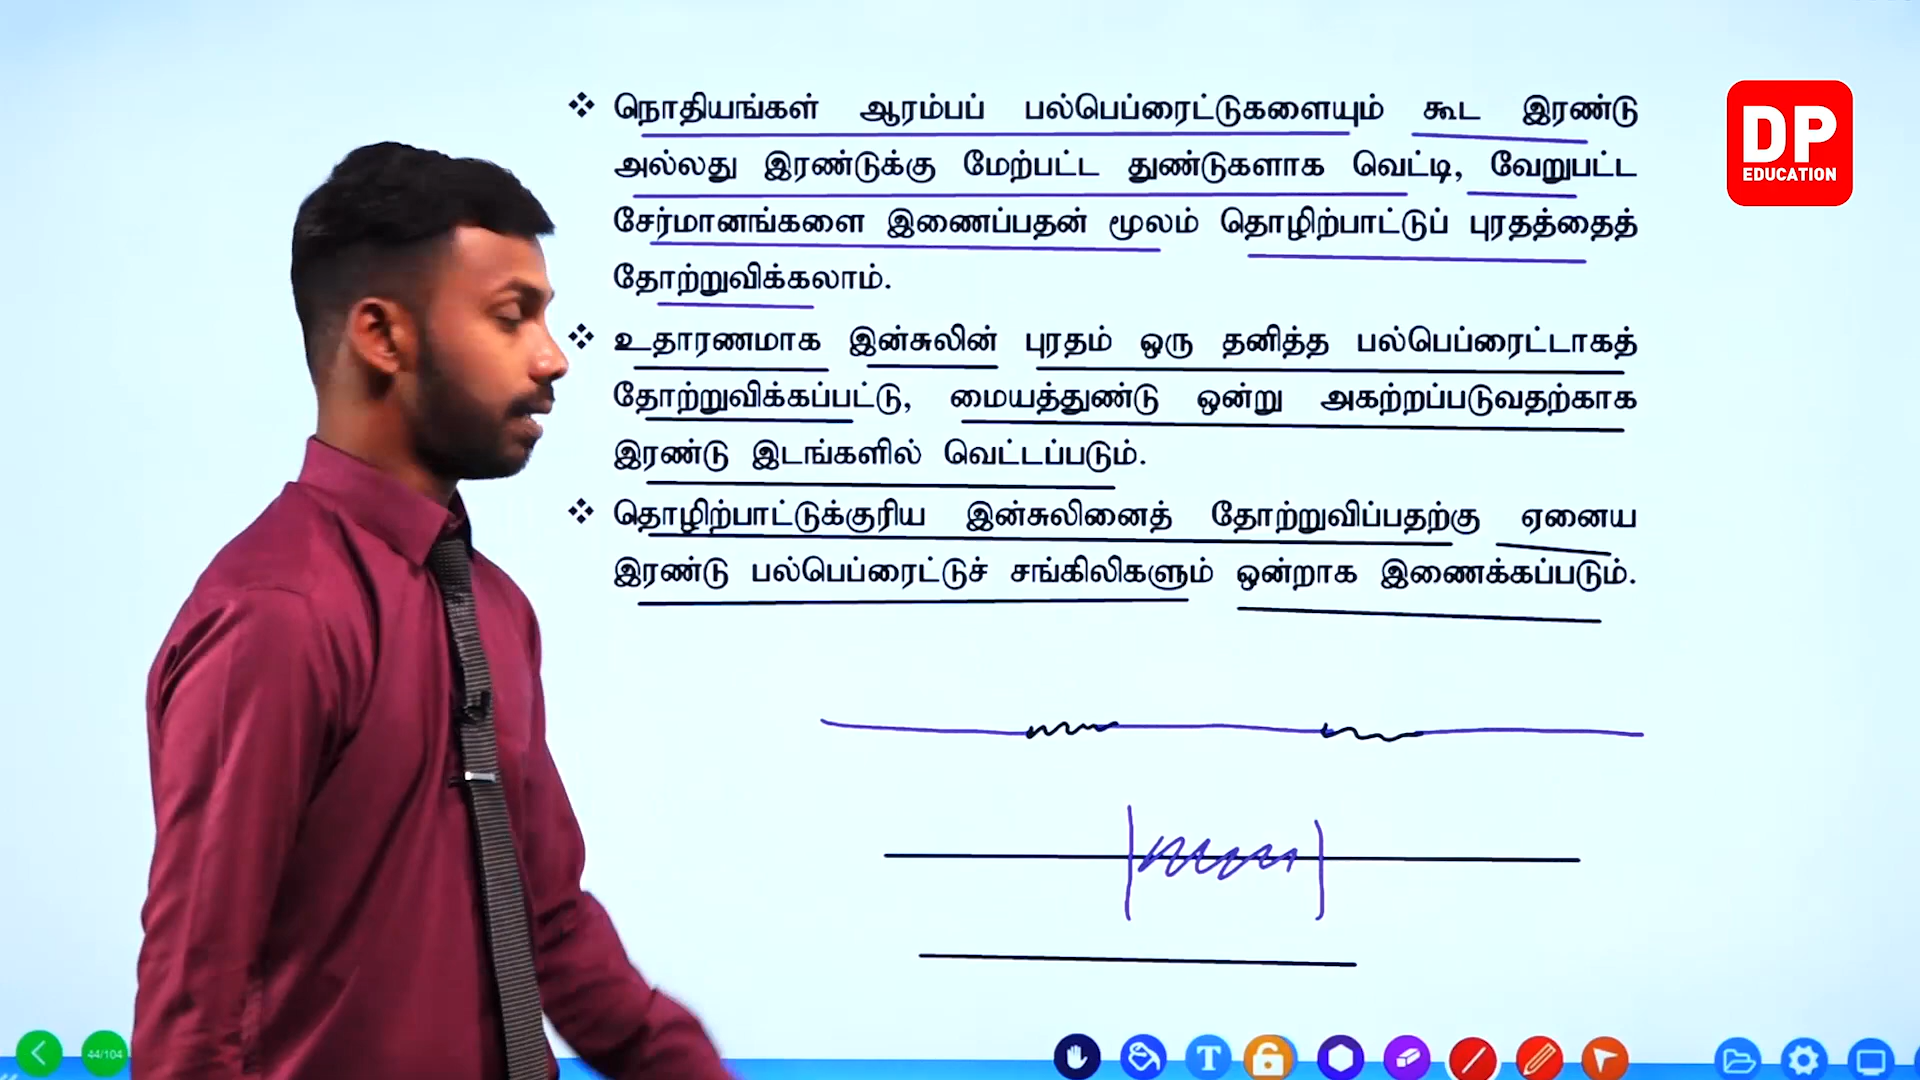 ❖ நொதியங்கள் ஆரம்பப் பல்பெப்ரைட்டுகளையும் கூட இரண்டு
அல்லது இரண்டுக்கு மேற்பட்ட துண்டுகளாக வெட்டி, வேறுபட்ட
சேர்மானங்களை இணைப்பதன் மூலம் தொழிற்பாட்டுப் புரதத்தைத்
தோற்றுவிக்கலாம்.
❖ உதாரணமாக இன்சுலின் புரதம் ஒரு தனித்த பல்பெப்ரைட்டாகத்
தோற்றுவிக்கப்பட்டு, மையத்துண்டு ஒன்று அகற்றப்படுவதற்காக
இரண்டு இடங்களில் வெட்டப்படும்.
❖ தொழிற்பாட்டுக்குரிய இன்சுலினைத் தோற்றுவிப்பதற்கு ஏனைய
இரண்டு பல்பெப்ரைட்டுச் சங்கிலிகளும் ஒன்றாக இணைக்கப்படும்.
DP
EDUCATION
44/104
T